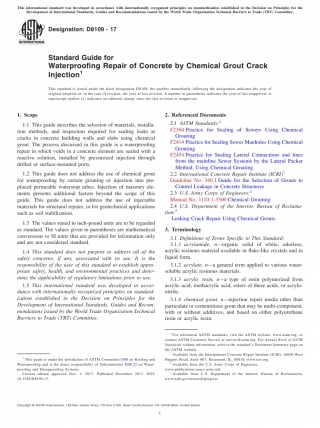 This international standard was developed in accordance with internationally recognized principles on standardization established in the Decision on Principles for the
Development of International Standards, Guides and Recommendations issued by the World Trade Organization Technical Barriers to Trade (TBT) Committee.
Designation: D8109 – 17
Standard Guide for
Waterproofing Repair of Concrete by Chemical Grout Crack
Injection1
This standard is issued under the fixed designation D8109; the number immediately following the designation indicates the year of
original adoption or, in the case of revision, the year of last revision. A number in parentheses indicates the year of last reapproval. A
superscript epsilon (ε) indicates an editorial change since the last revision or reapproval.
1. Scope
1.1 This guide describes the selection of materials, installa-
tion methods, and inspection required for sealing leaks at
cracks in concrete building walls and slabs using chemical
grout. The process discussed in this guide is a waterproofing
repair in which voids in a concrete element are sealed with a
reactive solution, installed by pressurized injection through
drilled or surface-mounted ports.
1.2 This guide does not address the use of chemical grout
for waterproofing by curtain grouting or injection into pre-
placed permeator tubing. Injection of masonry ele-
ments presents additional factors beyond the scope of this
guide. This guide does not address the use of injectable
materials for structural repairs, or for geotechnical applications
such as soil stabilization.
1.3 The values stated in inch-pound units are to be regarded
as standard. The values given in parentheses are mathematical
conversions to SI units that are provided for information only
and are not considered standard.
1.4 This standard does not purport to address all of the
safety concerns, if any, associated with its use. It is the
responsibility of the user of this standard to establish appro-
priate safety, health, and environmental practices and deter-
mine the applicability of regulatory limitations prior to use.
1.5 This international standard was developed in accor-
dance with internationally recognized principles on standard-
ization established in the Decision on Principles for the
Development of International Standards, Guides and Recom-
mendations issued by the World Trade Organization Technical
Barriers to Trade (TBT) Committee.
1 This guide is under the jurisdiction of ASTM Committee D08 on Roofing and
Waterproofing and is the direct responsibility of Subcommittee D08.22 on Water-
proofing and Dampproofing Systems.
Current edition approved Dec. 1, 2017. Published December 2017. DOI:
10.1520/D8109-17.
2. Referenced Documents
2.1 ASTM Standards:2
F2304 Practice for Sealing of Sewers Using Chemical
Grouting
F2414 Practice for Sealing Sewer Manholes Using Chemical
Grouting
F2454 Practice for Sealing Lateral Connections and lines
from the mainline Sewer Systems by the Lateral Packer
Method, Using Chemical Grouting
2.2 International Concrete Repair Institute (ICRI)3
Guideline No. 340.1 Guide for the Selection of Grouts to
Control Leakage in Concrete Structures
2.3 U.S. Army Corps of Engineers:4
Manual No. 1110-1-3500 Chemical Grouting
2.4 U.S. Department of the Interior, Bureau of Reclama-
tion:5
Leaking Crack Repair Using Chemical Grouts
3. Terminology
3.1 Definitions of Terms Specific to This Standard:
3.1.1 acrylamide, n—organic solid of white, odorless,
acrylic resinous material available in flake-like crystals and in
liquid form.
3.1.2 acrylate, n—a general term applied to various water-
soluble acrylic resinous materials.
3.1.3 acrylic resin, n—a type of resin polymerized from
acrylic acid, methacrylic acid, esters of these acids, or acrylo-
nitrile.
3.1.4 chemical grout, n—injection repair media other than
particulate or cementitious grout that may be multi-component,
with or without additives, and based on either polyurethane
resin or acrylic resin.
2 For referenced ASTM standards, visit the ASTM website, www.astm.org, or
contact ASTM Customer Service at service@astm.org. For Annual Book of ASTM
Standards volume information, refer to the standard's Document Summary page on
the ASTM website.
3 Available from the International Concrete Repair Institute (ICRI),
4 Available from the U.S. Army Corps of Engineers,
www.publications.usace.army.mil.
5 Available from U.S. Department of the Interior, Bureau of Reclamation,
Copyright © ASTM International, 100 Barr Harbor Drive, PO Box C700, West Conshohocken, PA 19428-2959. United States
1